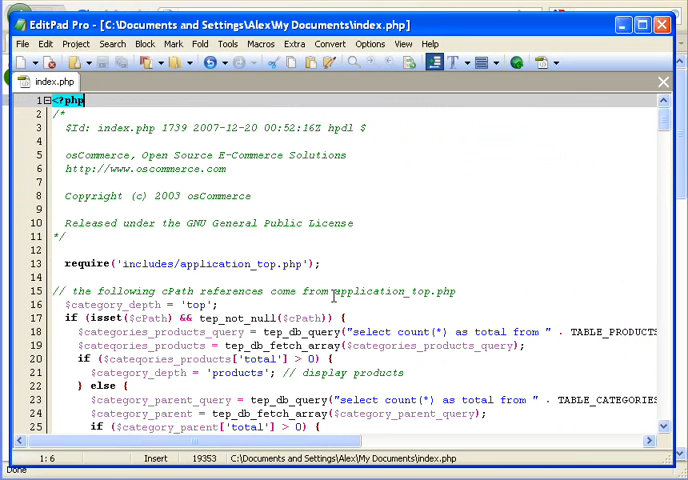 EditPad Pro - [C:\Documents and Settings\Alex\My Documents\index.php]
File Edit Project Search Block Mark Fold Tools Macros Extra Convert Options View Help
index.php
1 <?php
2 /*
3 $Id: index.php 1739 2007-12-20 00:52:16Z hpdl $
4
5 osCommerce, Open Source E-Commerce Solutions
6 http://www.oscommerce.com
7
8 Copyright (c) 2003 osCommerce
9
10 Released under the GNU General Public License
11 */
12
13 require('includes/application_top.php');
14
15 // the following cPath references come from application_top.php
16 $category_depth = 'top';
17 if (isset($cPath) && tep_not_null($cPath)) {
18 $categories_products_query = tep_db_query("select count(*) as total from " . TABLE_PRODUCTS
19 $categories_products = tep_db_fetch_array($categories_products_query);
20 if ($categories_products['total'] > 0) {
21 $category_depth = 'products'; // display products
22 } else {
23 $category_parent_query = tep_db_query("select count(*) as total from " . TABLE_CATEGORIES
24 $category_parent = tep_db_fetch_array($category_parent_query);
25 if ($category_parent['total'] > 0) {
1: 6 Insert 19353 C:\Documents and Settings\Alex\My Documents\index.php
Done